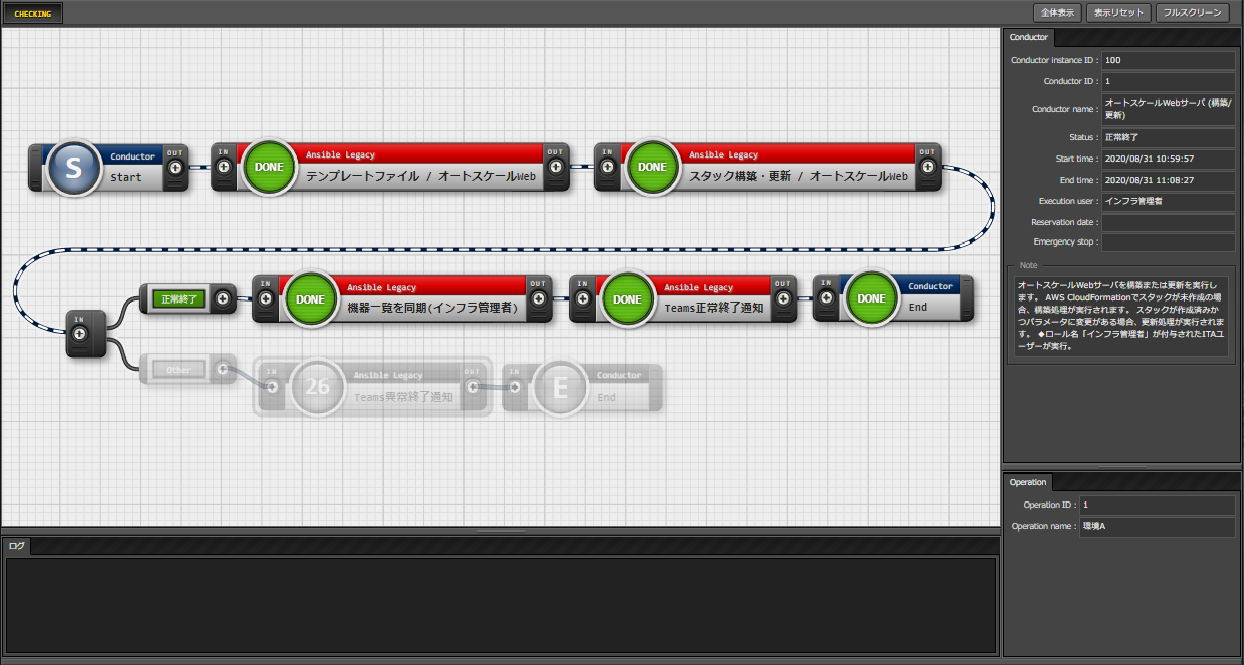 CHECKING
全体表示
表示リセット
フルスクリーン
Conductor
Conductor instance ID : 100
Conductor ID : 1
Conductor name : オートスケールWebサーバ (構築/
更新)
Status : 正常終了
Start time : 2020/08/31 10:59:57
End time : 2020/08/31 11:08:27
Execution user : インフラ管理者
Reservation date :
Emergency stop :
Note
オートスケールWebサーバを構築または更新を実行し
ます。 AWS CloudFormationでスタックが未作成の場
合、構築処理が実行されます。 スタックが作成済みか
つパラメータに変更がある場合、更新処理が実行されま
す。 ◆ロール名「インフラ管理者」が付与されたITAユ
ーザーが実行。
S
Conductor
Start
OUT
IN
DONE
Ansible Legacy
テンプレートファイル / オートスケールWeb
OUT
IN
DONE
Ansible Legacy
スタック構築・更新 / オートスケールWeb
OUT
IN
正常終了
IN
DONE
Ansible Legacy
機器一覧を同期(インフラ管理者)
OUT
IN
DONE
Ansible Legacy
Teams正常終了通知
OUT
IN
DONE
Conductor
End
Other
IN
26
Ansible Legacy
Teams異常終了通知
OUT
IN
E
Conductor
End
Operation
Operation ID : 1
Operation name : 環境A
ログ